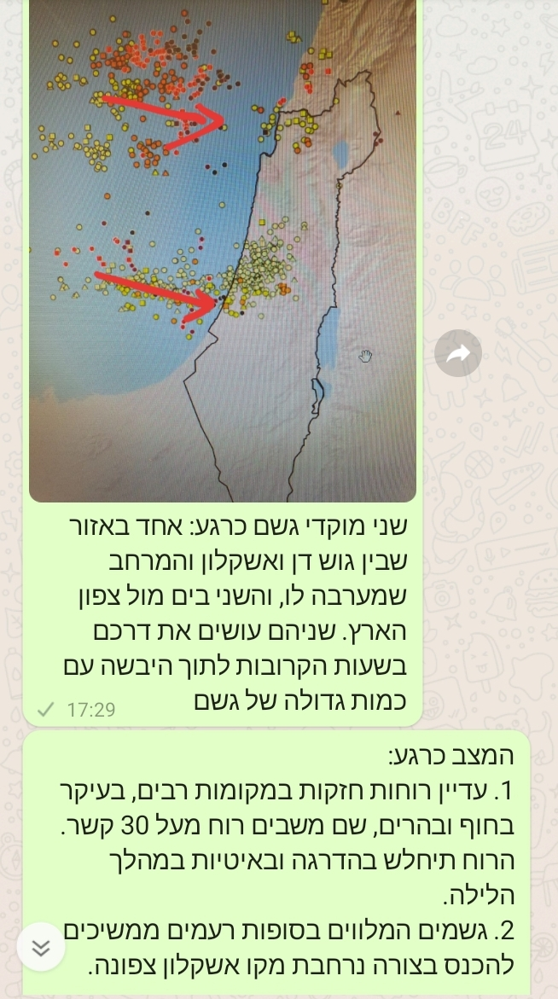 שני מוקדי גשם כרגע: אחד באזור
שבין גוש דן ואשקלון והמרחב
שמערבה לו, והשני בים מול צפון
הארץ. שניהם עושים את דרכם
בשעות הקרובות לתוך היבשה עם
כמות גדולה של גשם
17:29
המצב כרגע:
1. עדיין רוחות חזקות במקומות רבים, בעיקר
בחוף ובהרים, שם משבים רוח מעל 30 קשר.
הרוח תיחלש בהדרגה ובאיטיות במהלך
הלילה.
2. גשמים המלווים בסופות רעמים ממשיכים
להכנס בצורה נרחבת מקו אשקלון צפונה.